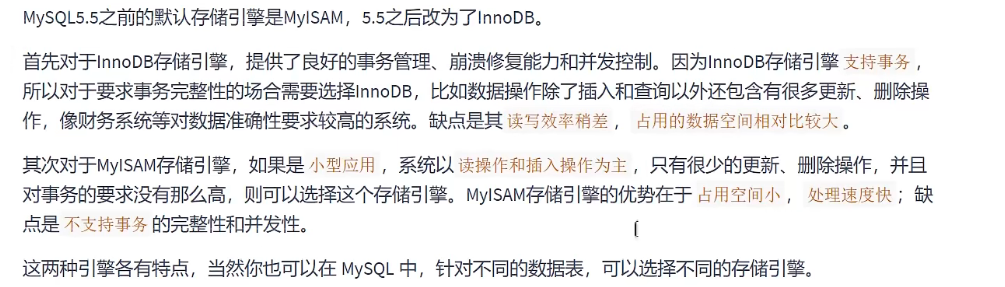 MySQL5.5之前的默认存储引擎是MyISAM，5.5之后改为了InnoDB。
首先对于InnoDB存储引擎，提供了良好的事务管理、崩溃修复能力和并发控制。因为InnoDB存储引擎 支持事务，
所以对于要求事务完整性的场合需要选择InnoDB，比如数据操作除了插入和查询以外还包含有很多更新、删除操
作，像财务系统等对数据准确性要求较高的系统。缺点是其 读写效率稍差，占用的数据空间相对比较大。
其次对于MyISAM存储引擎，如果是 小型应用，系统以 读操作和插入操作为主，只有很少的更新、删除操作，并且
对事务的要求没有那么高，则可以选择这个存储引擎。MyISAM存储引擎的优势在于 占用空间小，处理速度快；缺
点是 不支持事务 的完整性和并发性。
这两种引擎各有特点，当然你也可以在 MySQL 中，针对不同的数据表，可以选择不同的存储引擎。